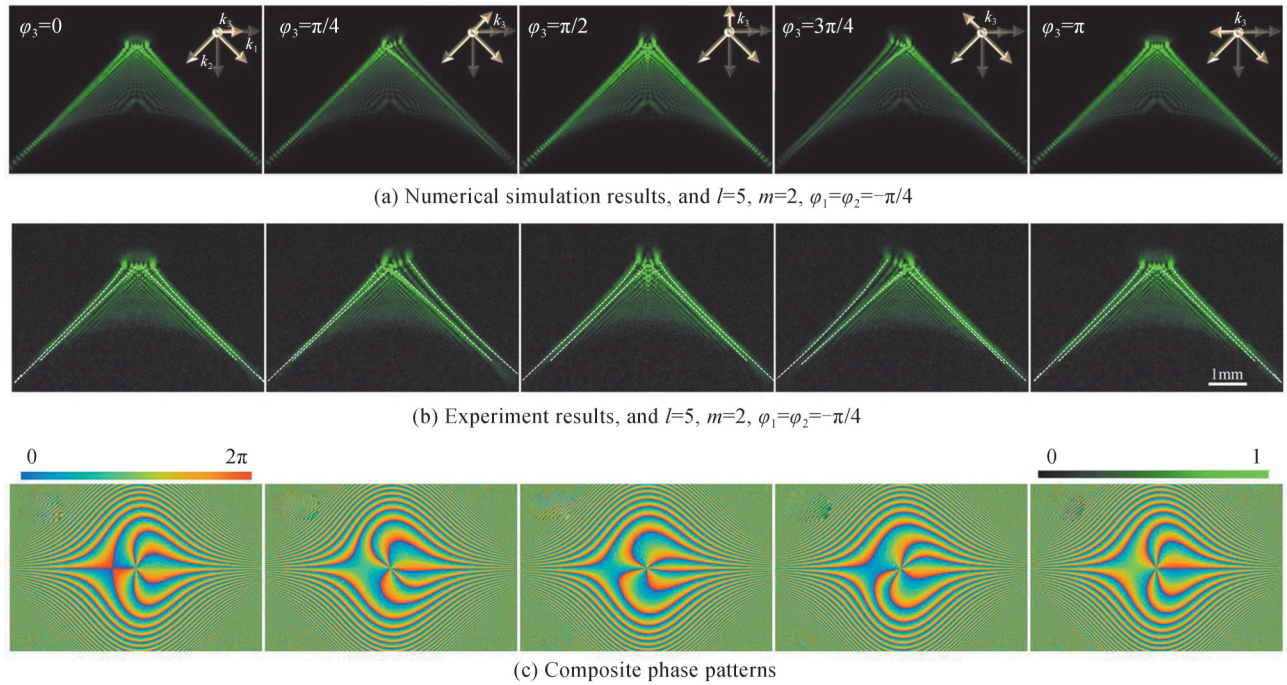 φ₃=0 φ₃=π/4 φ₃=π/2 φ₃=3π/4 φ₃=π
k₃ k₃ k₃ k₃ k₃
k₁
k₂
(a) Numerical simulation results, and l=5, m=2, φ₁=φ₂=−π/4
1mm
(b) Experiment results, and l=5, m=2, φ₁=φ₂=−π/4
0 2π 0 1
(c) Composite phase patterns